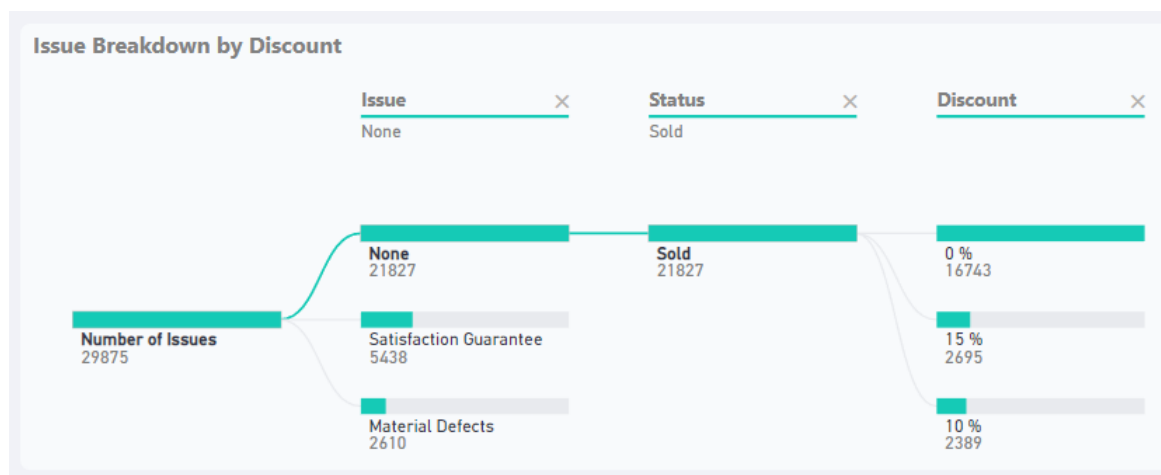 Issue Breakdown by Discount
Issue
Status
Discount
None
Sold
None
21827
Sold
21827
0 %
16743
Number of Issues
29875
Satisfaction Guarantee
5438
15 %
2695
Material Defects
2610
10 %
2389